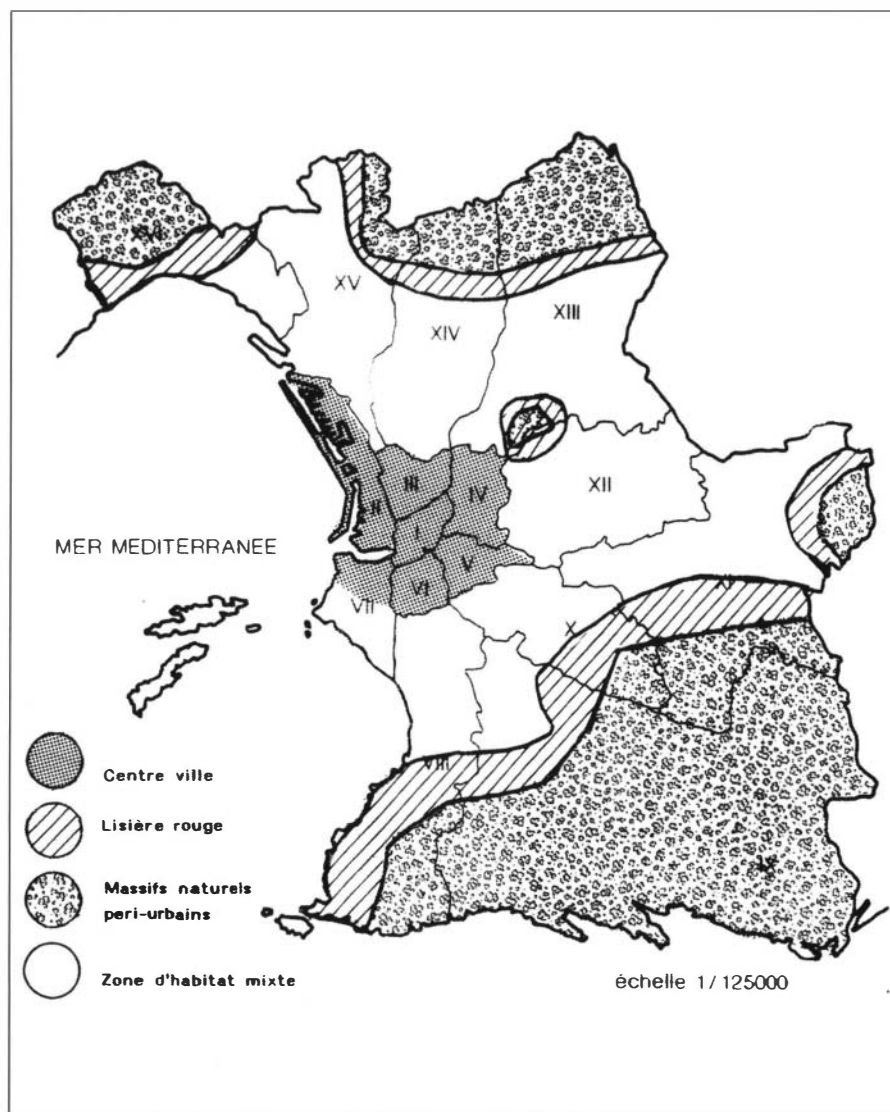 XVI
XV
XIV
XIII
III
IV
XII
II
I
MER MEDITERRANEE
V
VI
VII
XI
X
VIII
IX
Centre ville
Lisière rouge
Massifs naturels
peri-urbains
Zone d'habitat mixte
échelle 1/125000